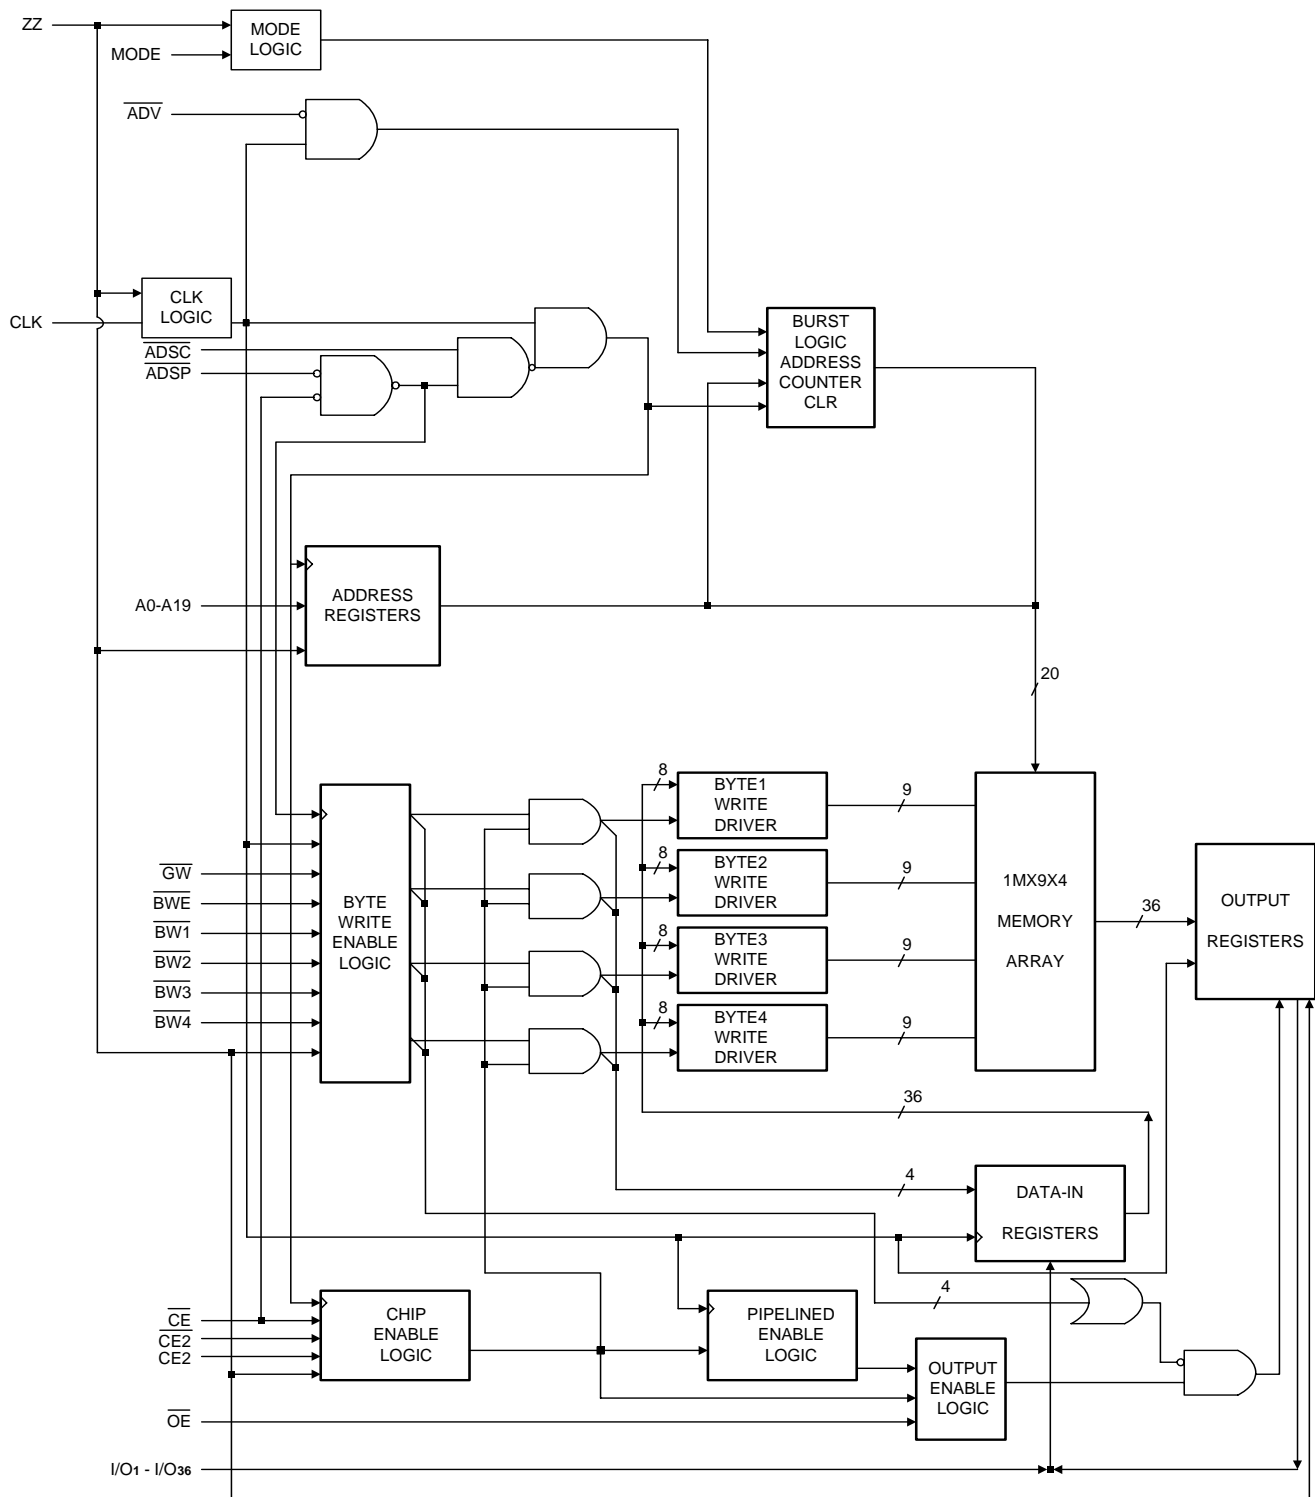 ZZ
MODE
MODE
LOGIC
ADV
CLK
CLK
LOGIC
ADSC
ADSP
BURST
LOGIC
ADDRESS
COUNTER
CLR
A0-A19
ADDRESS
REGISTERS
20
GW
BWE
BW1
BW2
BW3
BW4
BYTE
WRITE
ENABLE
LOGIC
8
BYTE1
WRITE
DRIVER
9
8
BYTE2
WRITE
DRIVER
9
8
BYTE3
WRITE
DRIVER
9
8
BYTE4
WRITE
DRIVER
9
1MX9X4
MEMORY
ARRAY
36
OUTPUT
REGISTERS
36
4
DATA-IN
REGISTERS
4
CE
CE2
CE2
CHIP
ENABLE
LOGIC
PIPELINED
ENABLE
LOGIC
OUTPUT
ENABLE
LOGIC
OE
I/O1 - I/O36